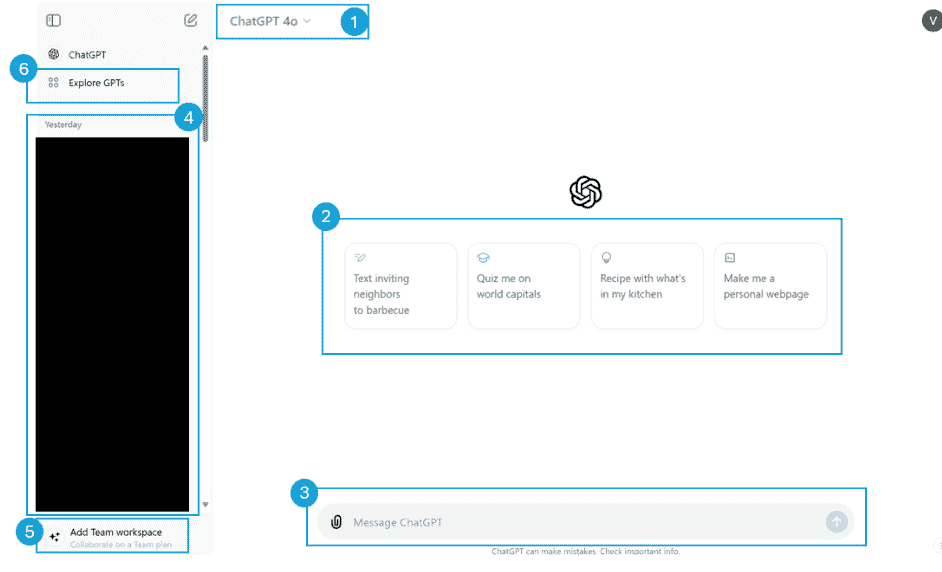 ChatGPT 4o
1
V
ChatGPT
6
Explore GPTs
4
Yesterday
2
Text inviting
neighbors
to barbecue
Quiz me on
world capitals
Recipe with what's
in my kitchen
Make me a
personal webpage
3
Message ChatGPT
5
Add Team workspace
Collaborate on a Team plan
ChatGPT can make mistakes. Check important info.